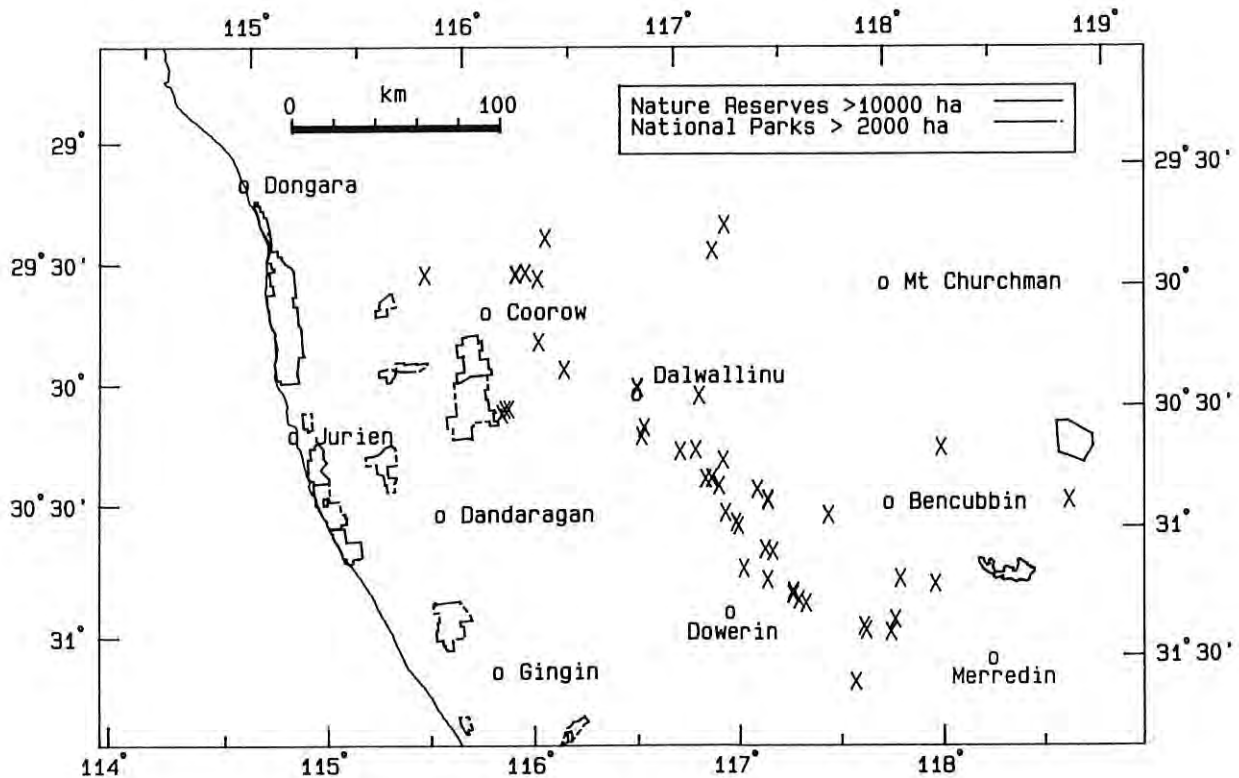 115° 116° 117° 118° 119°
km
0 100
Nature Reserves >10000 ha
National Parks > 2000 ha
29° 29° 30'
Dongara
29° 30' 30°
Mt Churchman
Coorow
30° 30° 30'
Dalwallinu
Jurien
30° 30' 31°
Dandaragan
Bencubbin
Dowerin
31° 31° 30'
Gingin
Merredin
114° 115° 116° 117° 118°